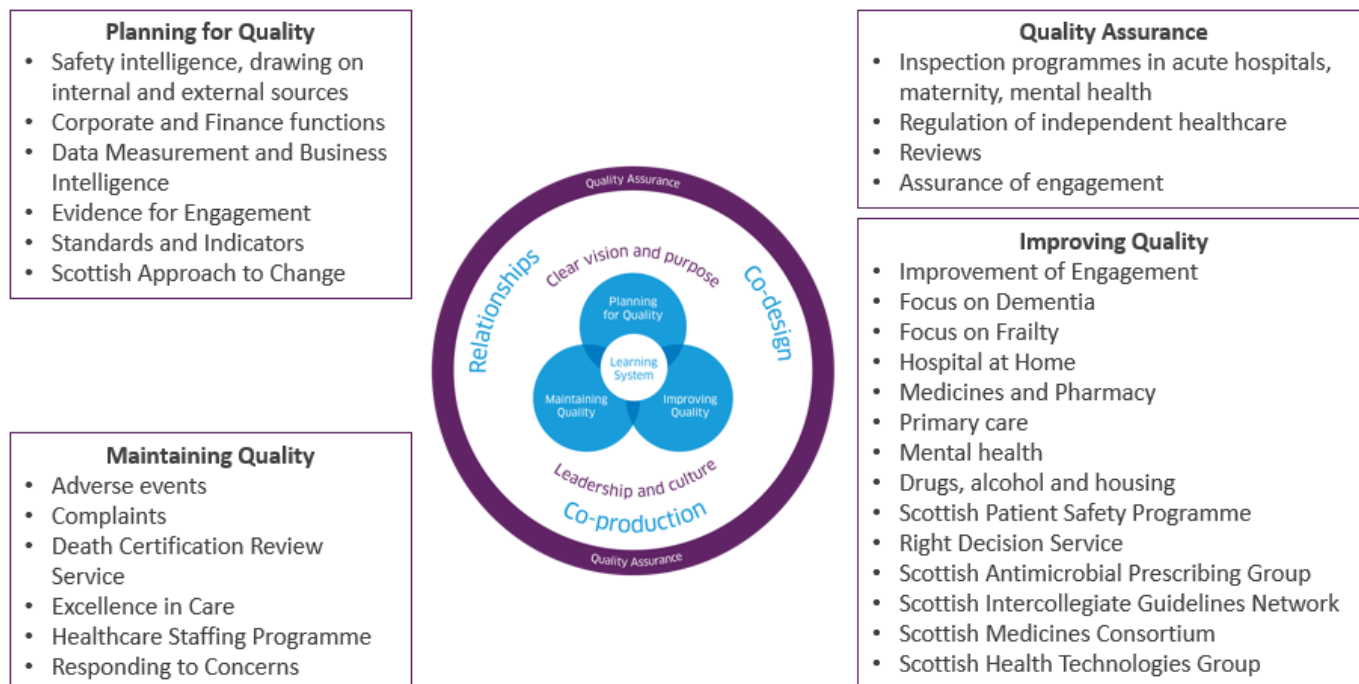 Planning for Quality
• Safety intelligence, drawing on
internal and external sources
• Corporate and Finance functions
• Data Measurement and Business
Intelligence
• Evidence for Engagement
• Standards and Indicators
• Scottish Approach to Change
Maintaining Quality
• Adverse events
• Complaints
• Death Certification Review
Service
• Excellence in Care
• Healthcare Staffing Programme
• Responding to Concerns
Quality Assurance
Relationships
Clear vision and purpose
Co-design
Planning
for Quality
Learning
System
Maintaining
Quality
Improving
Quality
Leadership and culture
Co-production
Quality Assurance
Quality Assurance
• Inspection programmes in acute hospitals,
maternity, mental health
• Regulation of independent healthcare
• Reviews
• Assurance of engagement
Improving Quality
• Improvement of Engagement
• Focus on Dementia
• Focus on Frailty
• Hospital at Home
• Medicines and Pharmacy
• Primary care
• Mental health
• Drugs, alcohol and housing
• Scottish Patient Safety Programme
• Right Decision Service
• Scottish Antimicrobial Prescribing Group
• Scottish Intercollegiate Guidelines Network
• Scottish Medicines Consortium
• Scottish Health Technologies Group